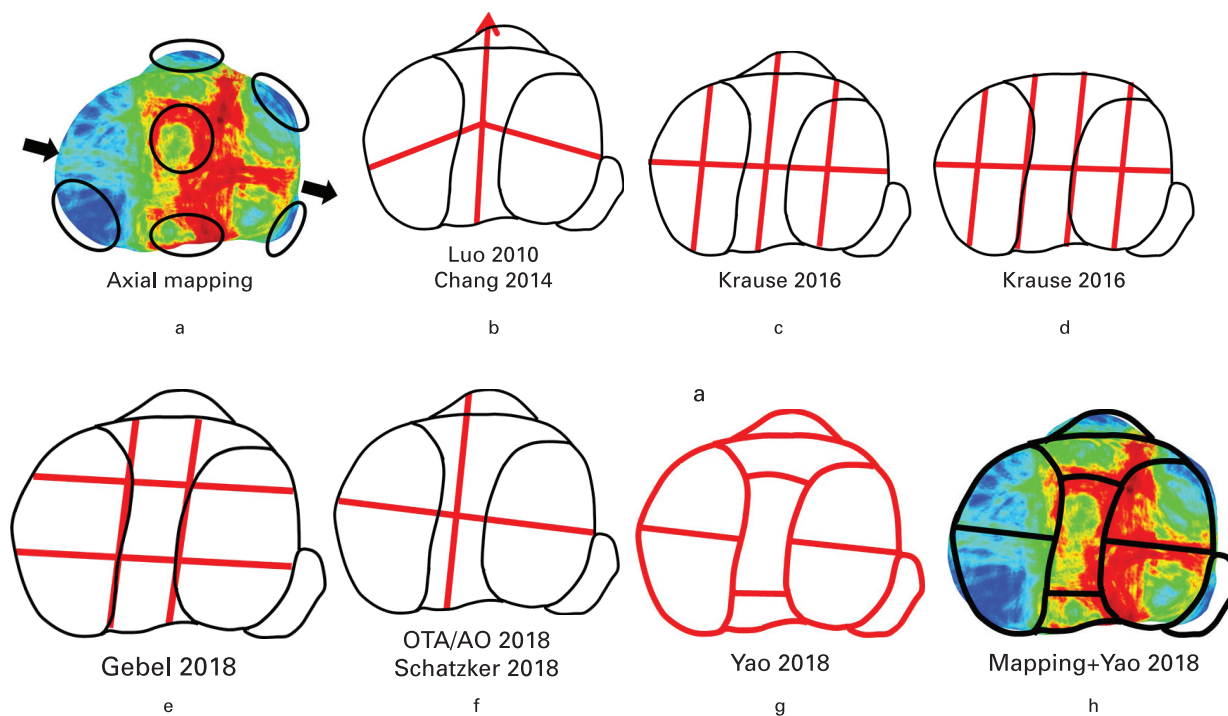 Axial mapping
Luo 2010
Chang 2014
Krause 2016
Krause 2016
a
b
c
d
a
Gebel 2018
OTA/AO 2018
Schatzker 2018
Yao 2018
Mapping+Yao 2018
e
f
g
h